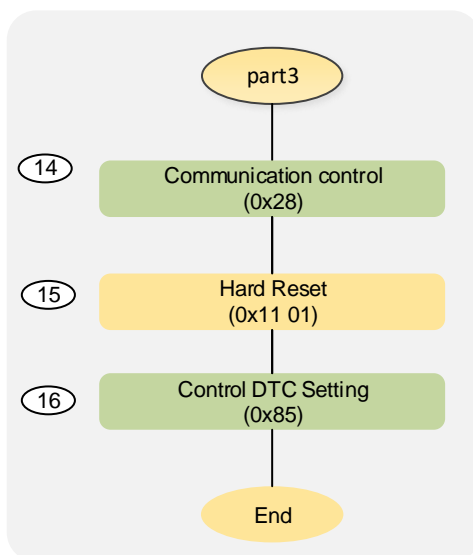 part3
14
Communication control
(0x28)
15
Hard Reset
(0x11 01)
16
Control DTC Setting
(0x85)
End